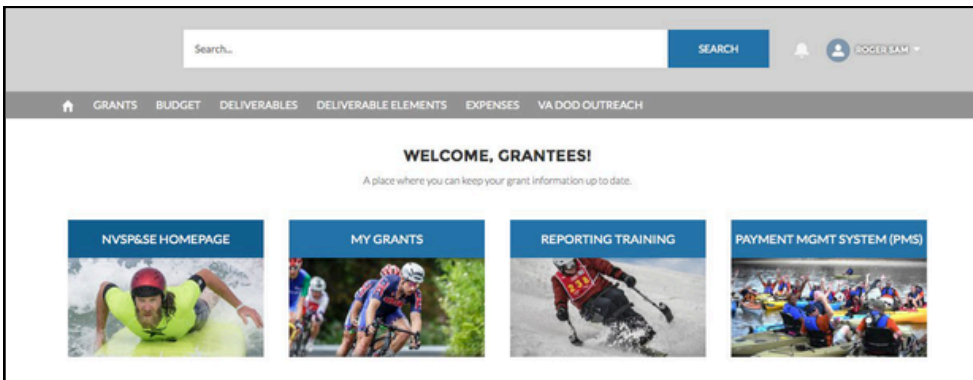 Search...
SEARCH
ROGER SAM
GRANTS BUDGET DELIVERABLES DELIVERABLE ELEMENTS EXPENSES VA DOD OUTREACH
WELCOME, GRANTEES!
A place where you can keep your grant information up to date.
NVSP&SE HOMEPAGE
MY GRANTS
REPORTING TRAINING
PAYMENT MGMT SYSTEM (PMS)
238